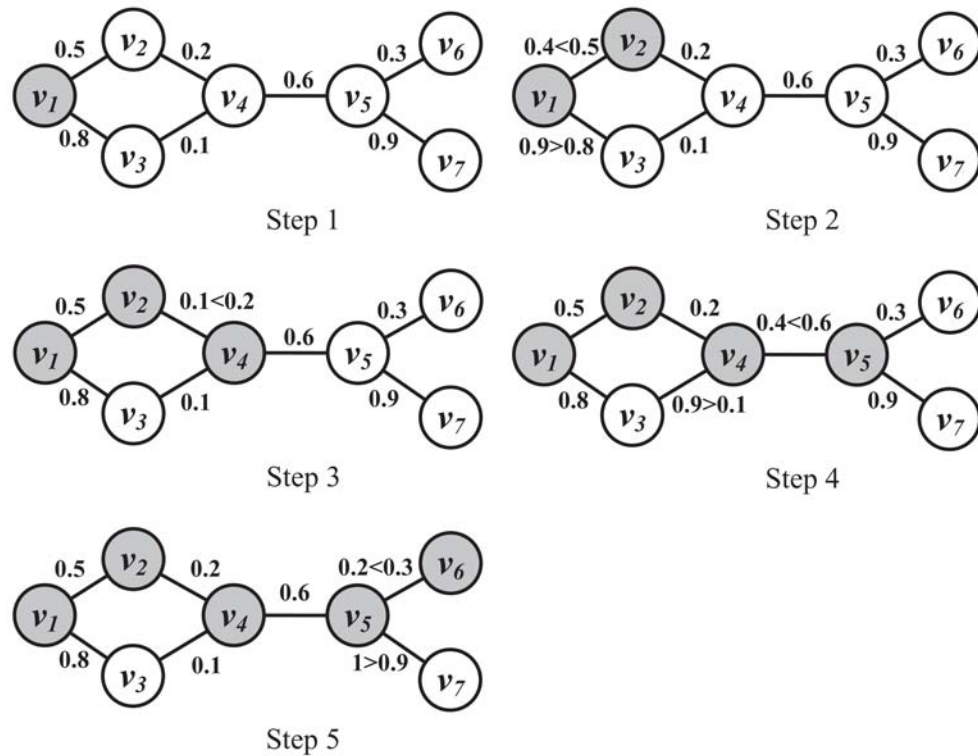 v2 v6
0.5 0.2 0.3
0.6
v1 v4 v5
0.8 0.1 0.9
v3 v7
Step 1
v2 v6
0.4<0.5 0.2 0.3
0.6
v1 v4 v5
0.9>0.8 0.1 0.9
v3 v7
Step 2
v2 v6
0.5 0.1<0.2 0.3
0.6
v1 v4 v5
0.8 0.1 0.9
v3 v7
Step 3
v2 v6
0.5 0.2 0.3
0.4<0.6
v1 v4 v5
0.8 0.9>0.1 0.9
v3 v7
Step 4
v2 v6
0.5 0.2 0.2<0.3
0.6
v1 v4 v5
0.8 0.1 1>0.9
v3 v7
Step 5